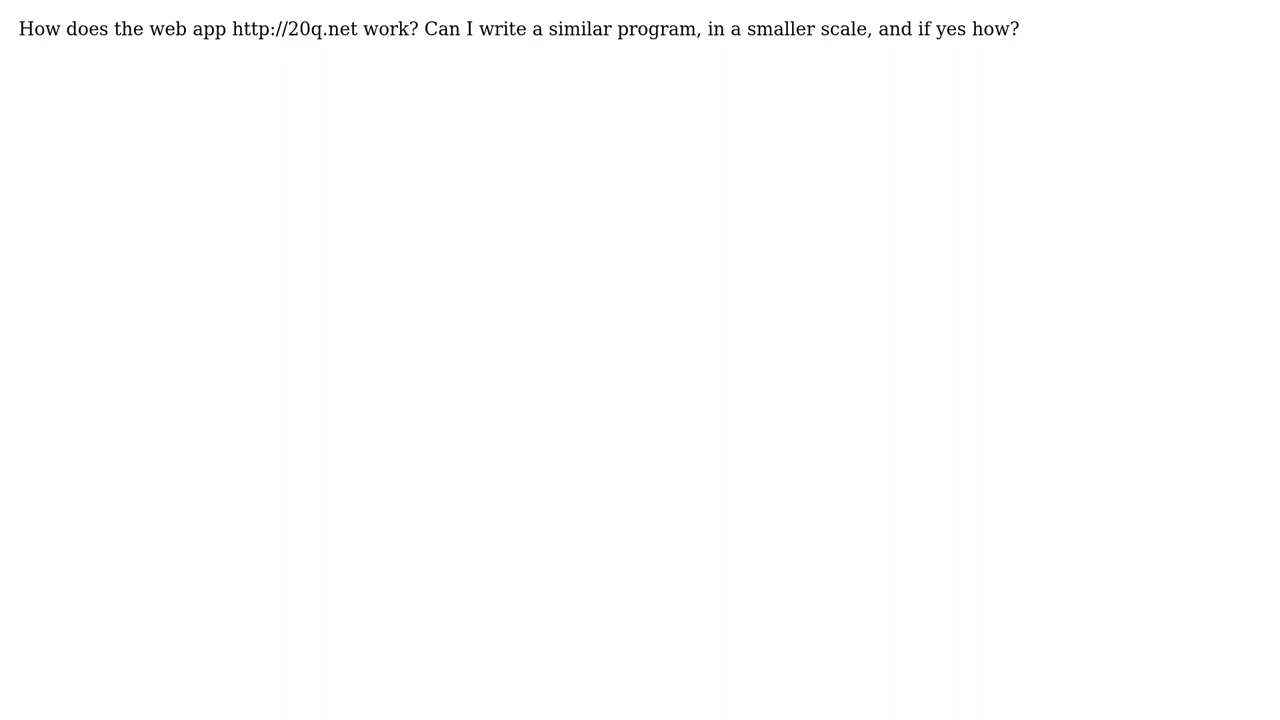 How does the web app http://20q.net work? Can I write a similar program, in a smaller scale, and if yes how?